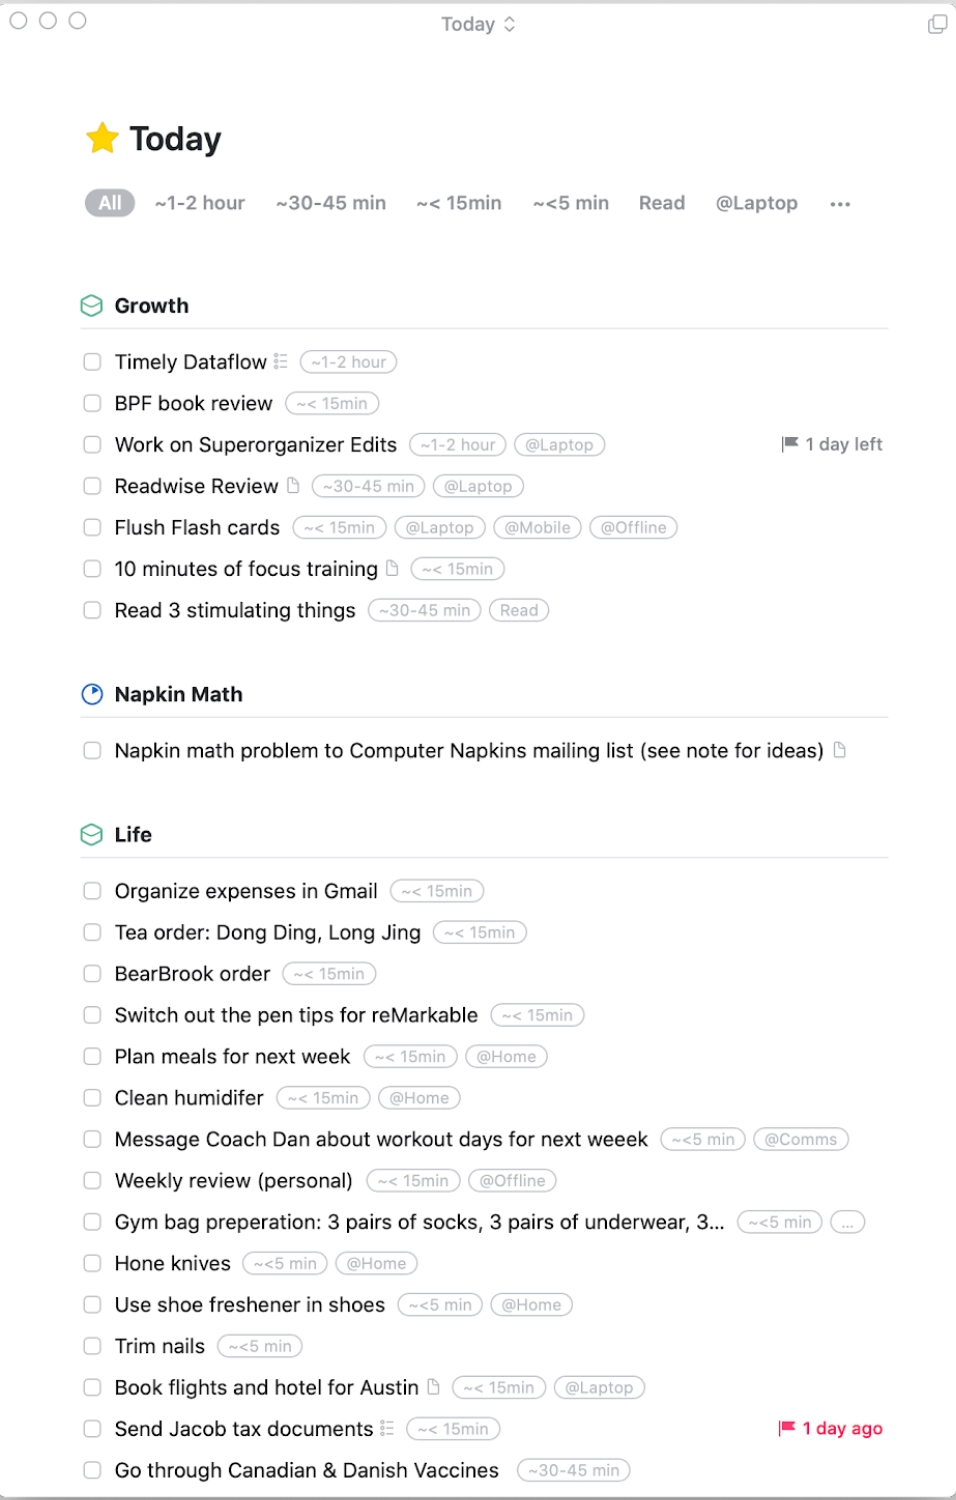 Today
Today
All ~1-2 hour ~30-45 min ~< 15min ~<5 min Read @Laptop ...
Growth
Timely Dataflow ~1-2 hour
BPF book review ~< 15min
Work on Superorganizer Edits ~1-2 hour @Laptop 1 day left
Readwise Review ~30-45 min @Laptop
Flush Flash cards ~< 15min @Laptop @Mobile @Offline
10 minutes of focus training ~< 15min
Read 3 stimulating things ~30-45 min Read
Napkin Math
Napkin math problem to Computer Napkins mailing list (see note for ideas)
Life
Organize expenses in Gmail ~< 15min
Tea order: Dong Ding, Long Jing ~< 15min
BearBrook order ~< 15min
Switch out the pen tips for reMarkable ~< 15min
Plan meals for next week ~< 15min @Home
Clean humidifer ~< 15min @Home
Message Coach Dan about workout days for next weeek ~<5 min @Comms
Weekly review (personal) ~< 15min @Offline
Gym bag preperation: 3 pairs of socks, 3 pairs of underwear, 3... ~<5 min ...
Hone knives ~<5 min @Home
Use shoe freshener in shoes ~<5 min @Home
Trim nails ~<5 min
Book flights and hotel for Austin ~< 15min @Laptop
Send Jacob tax documents ~< 15min 1 day ago
Go through Canadian & Danish Vaccines ~30-45 min